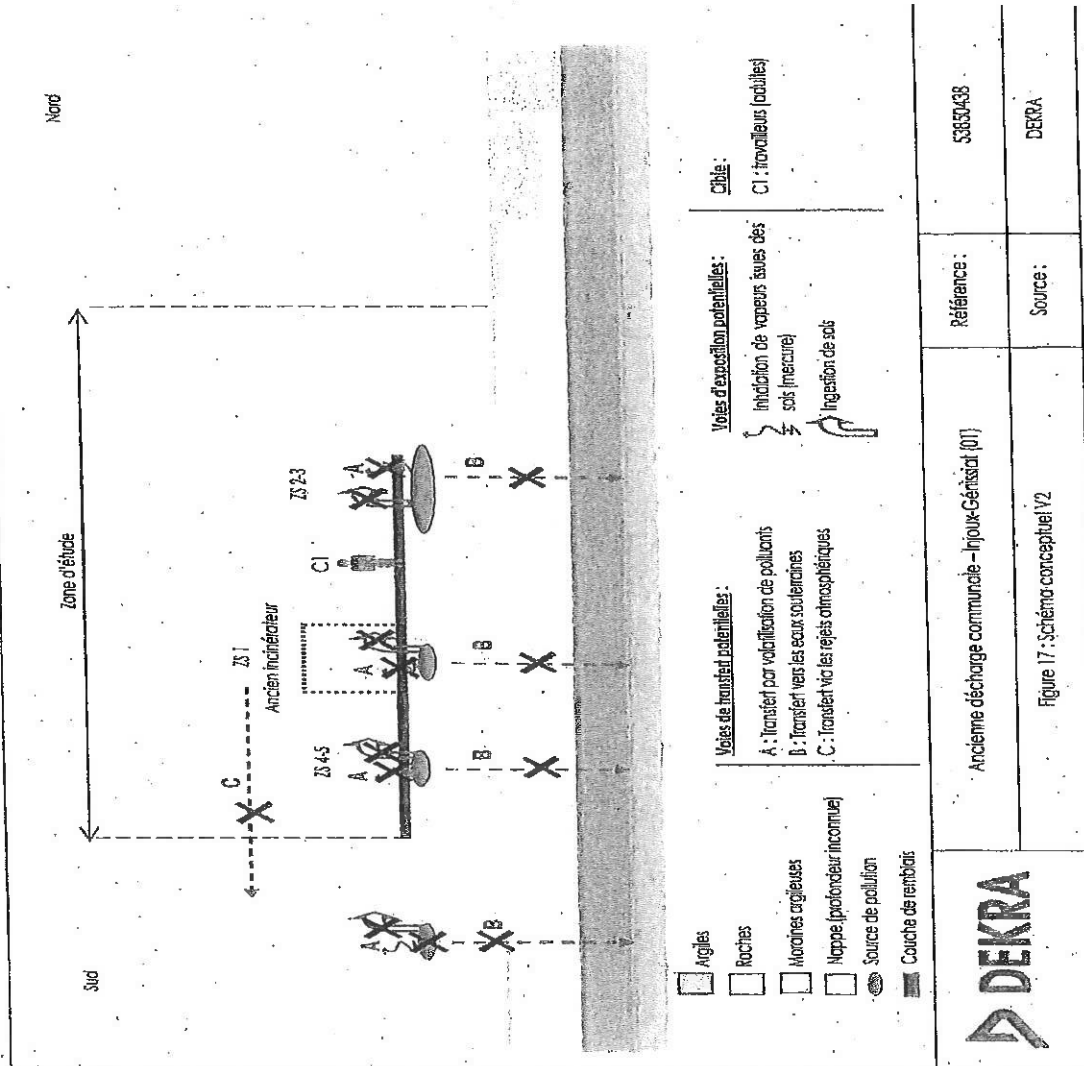 Sud
Nord
Zone d'étude
C
ZS 1
Ancien incinérateur
A
B
ZS 4-5
A
B
A
B
C1
ZS 2-3
A
B
Argiles
Roches
Moraines argileuses
Nappe (profondeur inconnue)
Source de pollution
Couche de remblais
Voies de transfert potentielles :
A : Transfert par volatilisation de polluants
B : Transfert vers les eaux souterraines
C : Transfert via les rejets atmosphériques
Voies d'exposition potentielles :
Inhalation de vapeurs issues des
sols (mercure)
Ingestion de sols
Cible :
C1 : travailleurs (adultes)
DEKRA
Ancienne décharge communale – Injoux-Génissiat (01)
Référence :
53850438
Figure 17 : Schéma conceptuel V2
Source :
DEKRA